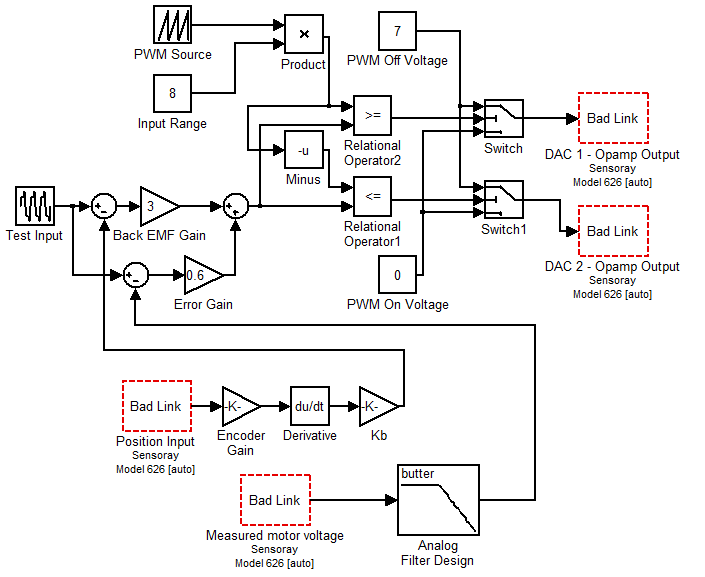 PWM Source
×
Product
7
PWM Off Voltage
8
Input Range
>=
Relational
Operator2
Switch
Bad Link
DAC 1 - Opamp Output
Sensoray
Model 626 [auto]
-u
Minus
<=
Relational
Operator1
Switch1
Bad Link
DAC 2 - Opamp Output
Sensoray
Model 626 [auto]
Test Input
3
Back EMF Gain
0.6
Error Gain
0
PWM On Voltage
Bad Link
Position Input
Sensoray
Model 626 [auto]
-K-
Encoder
Gain
du/dt
Derivative
-K-
Kb
Bad Link
Measured motor voltage
Sensoray
Model 626 [auto]
butter
Analog
Filter Design